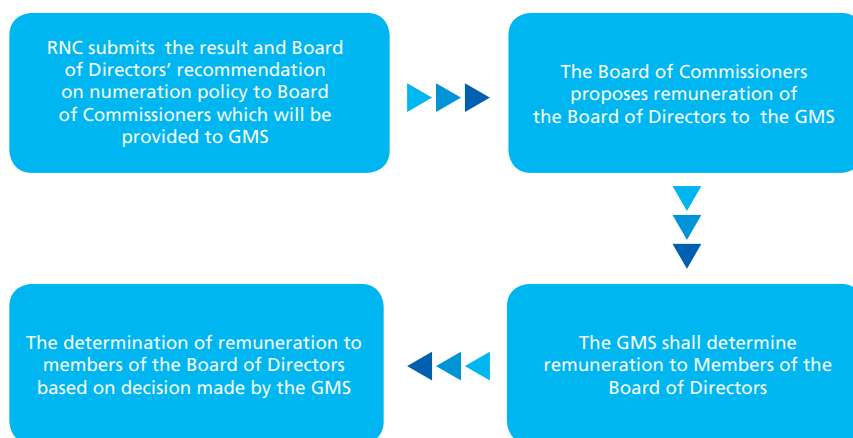 RNC submits the result and Board
of Directors' recommendation
on numeration policy to Board
of Commissioners which will be
provided to GMS
The Board of Commissioners
proposes remuneration of
the Board of Directors to the GMS
The GMS shall determine
remuneration to Members of the
Board of Directors
The determination of remuneration to
members of the Board of Directors
based on decision made by the GMS